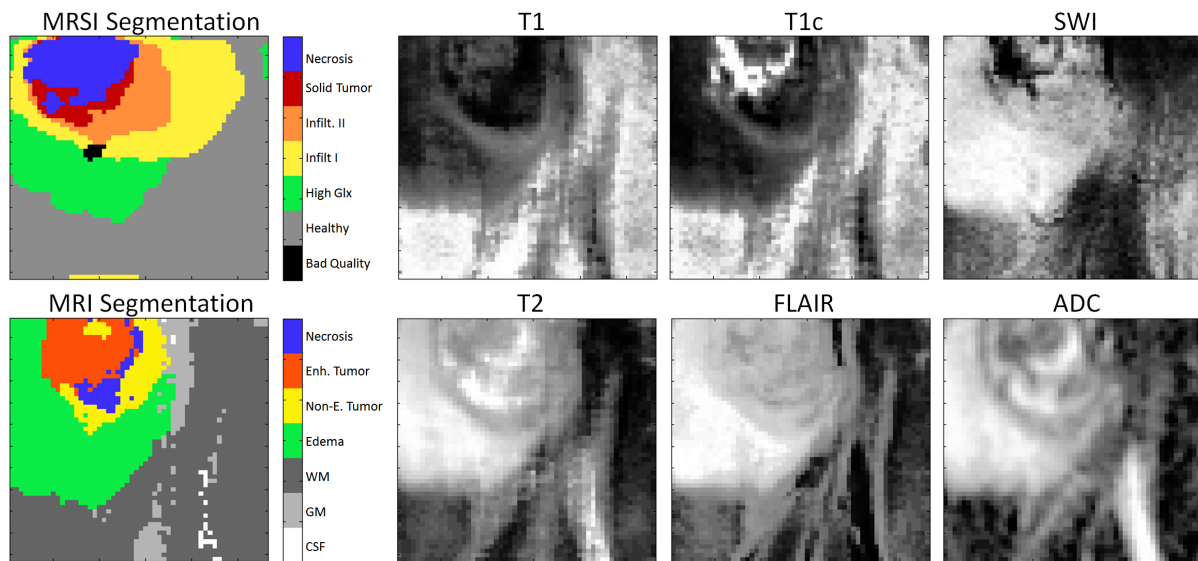 MRSI Segmentation
Necrosis
Solid Tumor
Infilt. II
Infilt I
High Glx
Healthy
Bad Quality
T1
T1c
SWI
MRI Segmentation
Necrosis
Enh. Tumor
Non-E. Tumor
Edema
WM
GM
CSF
T2
FLAIR
ADC